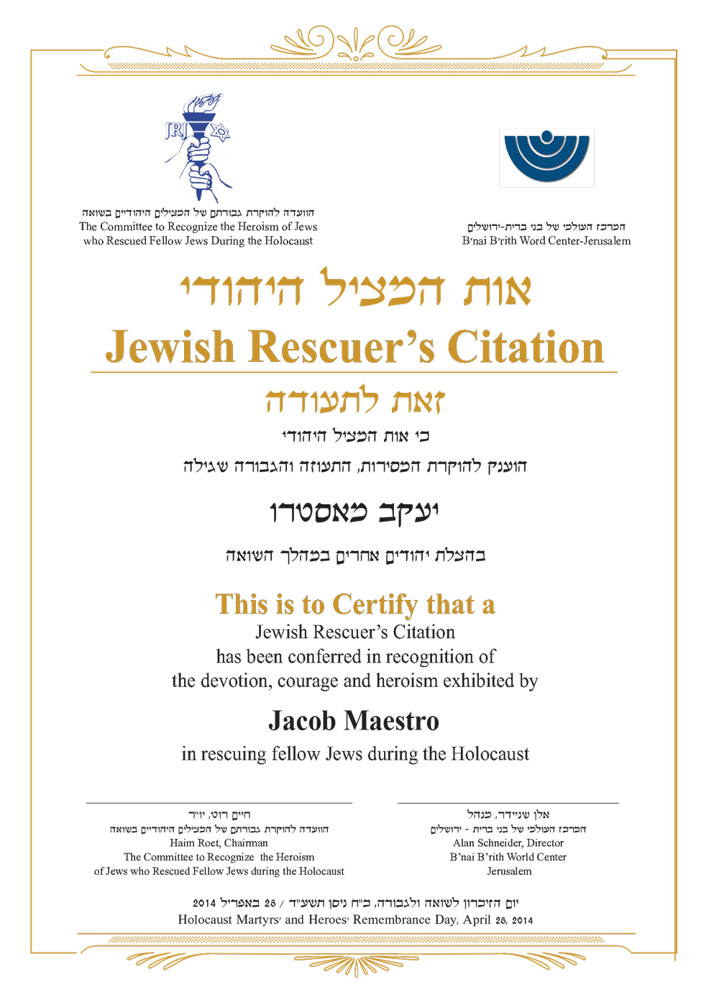 JRJ
הוועדה להוקרת גבורתם של המצילים היהודיים בשואה
The Committee to Recognize the Heroism of Jews
who Rescued Fellow Jews During the Holocaust
המרכז העולמי של בני ברית-ירושלים
B'nai B'rith Word Center-Jerusalem
אות המציל היהודי
Jewish Rescuer’s Citation
זאת לתעודה
כי אות המציל היהודי
הוענק להוקרת המסירות, התעוזה והגבורה שגילה
יעקב מאסטרו
בהצלת יהודים אחרים במהלך השואה
This is to Certify that a
Jewish Rescuer’s Citation
has been conferred in recognition of
the devotion, courage and heroism exhibited by
Jacob Maestro
in rescuing fellow Jews during the Holocaust
חיים רוט, יו"ר
הוועדה להוקרת גבורתם של המצילים היהודיים בשואה
Haim Roet, Chairman
The Committee to Recognize the Heroism
of Jews who Rescued Fellow Jews during the Holocaust
אלן שניידר, מנהל
המרכז העולמי של בני ברית - ירושלים
Alan Schneider, Director
B’nai B’rith World Center
Jerusalem
יום הזיכרון לשואה ולגבורה, כ"ח ניסן תשע"ד / 28 באפריל 2014
Holocaust Martyrs' and Heroes' Remembrance Day, April 28, 2014